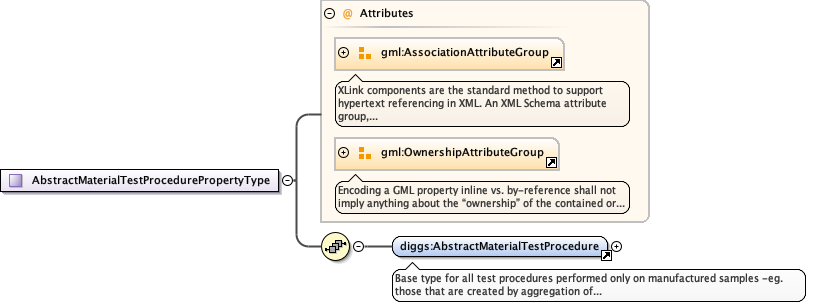 @ Attributes
gml:AssociationAttributeGroup
XLink components are the standard method to support
hypertext referencing in XML. An XML Schema attribute
group,...
gml:OwnershipAttributeGroup
Encoding a GML property inline vs. by-reference shall not
imply anything about the “ownership” of the contained or...
AbstractMaterialTestProcedurePropertyType
diggs:AbstractMaterialTestProcedure
Base type for all test procedures performed only on manufactured samples -eg.
those that are created by aggregation of...